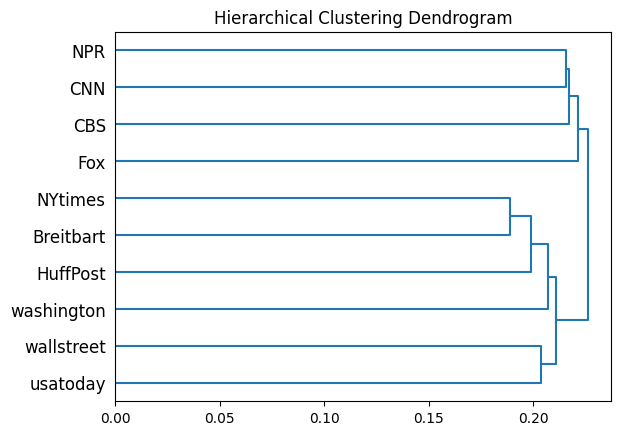 Hierarchical Clustering Dendrogram
NPR
CNN
CBS
Fox
NYtimes
Breitbart
HuffPost
washington
wallstreet
usatoday
0.00 0.05 0.10 0.15 0.20